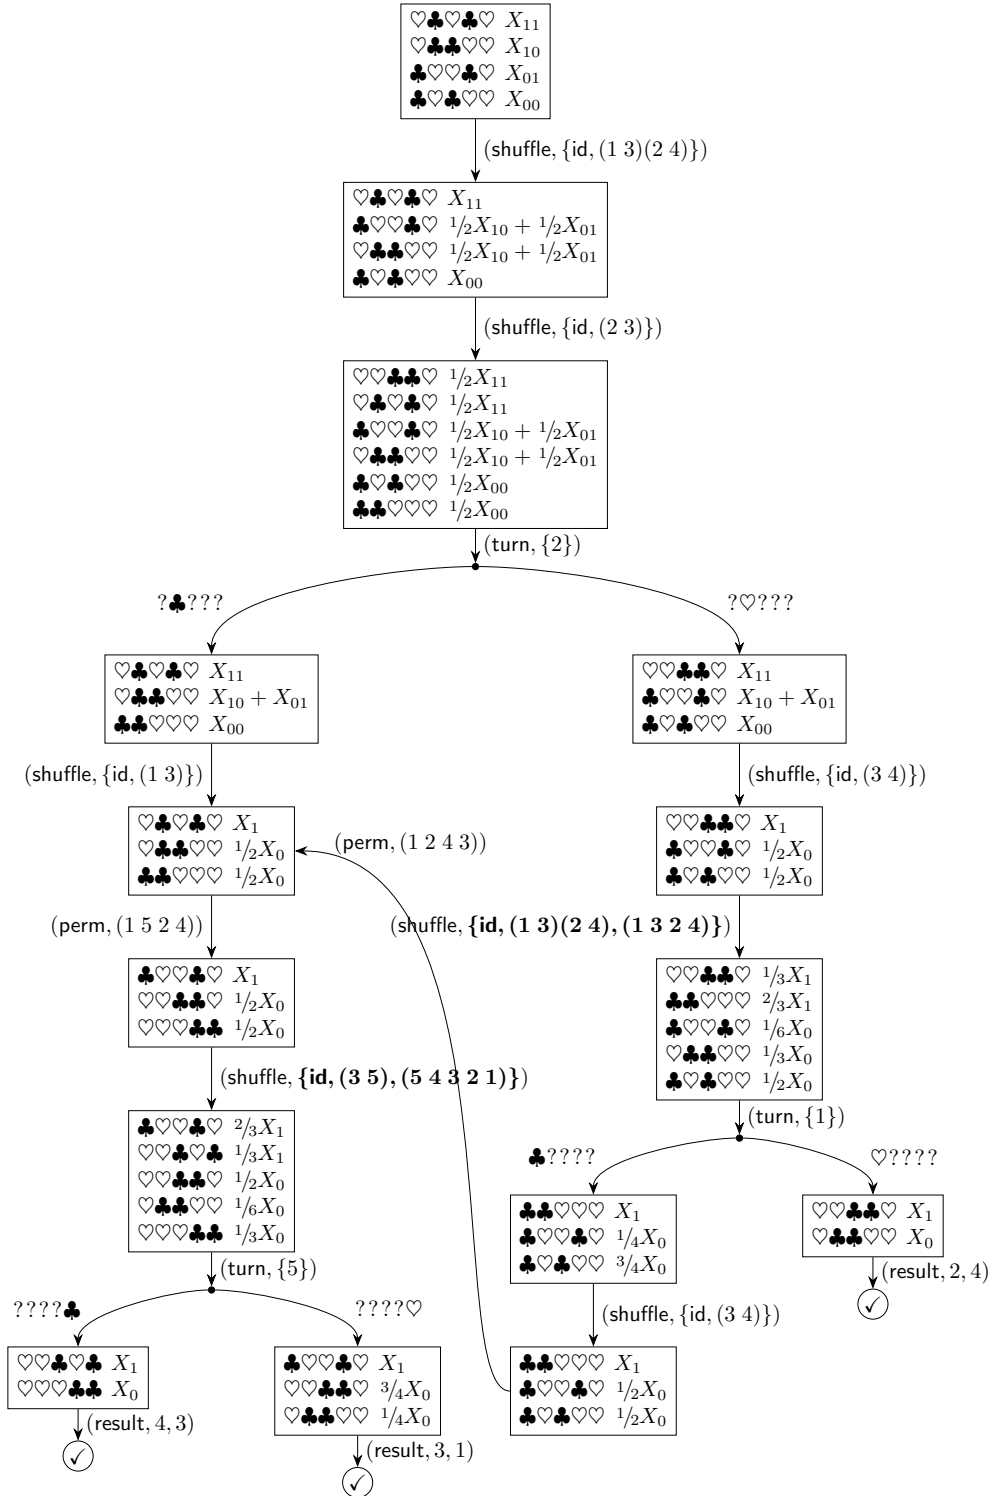 ♡♣♡♣♡ X₁₁
♡♣♣♡♡ X₁₀
♣♡♡♣♡ X₀₁
♣♡♣♡♡ X₀₀
(shuffle, {id, (1 3)(2 4)})
♡♣♡♣♡ X₁₁
♣♡♡♣♡ 1/2X₁₀ + 1/2X₀₁
♡♣♣♡♡ 1/2X₁₀ + 1/2X₀₁
♣♡♣♡♡ X₀₀
(shuffle, {id, (2 3)})
♡♡♣♣♡ 1/2X₁₁
♡♣♡♣♡ 1/2X₁₁
♣♡♡♣♡ 1/2X₁₀ + 1/2X₀₁
♡♣♣♡♡ 1/2X₁₀ + 1/2X₀₁
♣♡♣♡♡ 1/2X₀₀
♣♣♡♡♡ 1/2X₀₀
(turn, {2})
?♣???
?♡???
♡♣♡♣♡ X₁₁
♡♣♣♡♡ X₁₀ + X₀₁
♣♣♡♡♡ X₀₀
♡♡♣♣♡ X₁₁
♣♡♡♣♡ X₁₀ + X₀₁
♣♡♣♡♡ X₀₀
(shuffle, {id, (1 3)})
(shuffle, {id, (3 4)})
♡♣♡♣♡ X₁
♡♣♣♡♡ 1/2X₀
♣♣♡♡♡ 1/2X₀
(perm, (1 2 4 3))
♡♡♣♣♡ X₁
♣♡♡♣♡ 1/2X₀
♣♡♣♡♡ 1/2X₀
(perm, (1 5 2 4))
(shuffle, {id, (1 3)(2 4), (1 3 2 4)})
♣♡♡♣♡ X₁
♡♡♣♣♡ 1/2X₀
♡♡♡♣♣ 1/2X₀
♡♡♣♣♡ 1/3X₁
♣♣♡♡♡ 2/3X₁
♣♡♡♣♡ 1/6X₀
♡♣♣♡♡ 1/3X₀
♣♡♣♡♡ 1/2X₀
(shuffle, {id, (3 5), (5 4 3 2 1)})
(turn, {1})
♣♡♡♣♡ 2/3X₁
♡♡♣♡♣ 1/3X₁
♡♡♣♣♡ 1/2X₀
♡♣♣♡♡ 1/6X₀
♡♡♡♣♣ 1/3X₀
♣????
♡????
♣♣♡♡♡ X₁
♣♡♡♣♡ 1/4X₀
♣♡♣♡♡ 3/4X₀
♡♡♣♣♡ X₁
♡♣♣♡♡ X₀
(turn, {5})
(result, 2, 4)
✓
????♣
????♡
(shuffle, {id, (3 4)})
♡♡♣♡♣ X₁
♡♡♡♣♣ X₀
♣♡♡♣♡ X₁
♡♡♣♣♡ 3/4X₀
♡♣♣♡♡ 1/4X₀
♣♣♡♡♡ X₁
♣♡♡♣♡ 1/2X₀
♣♡♣♡♡ 1/2X₀
(result, 4, 3)
✓
(result, 3, 1)
✓